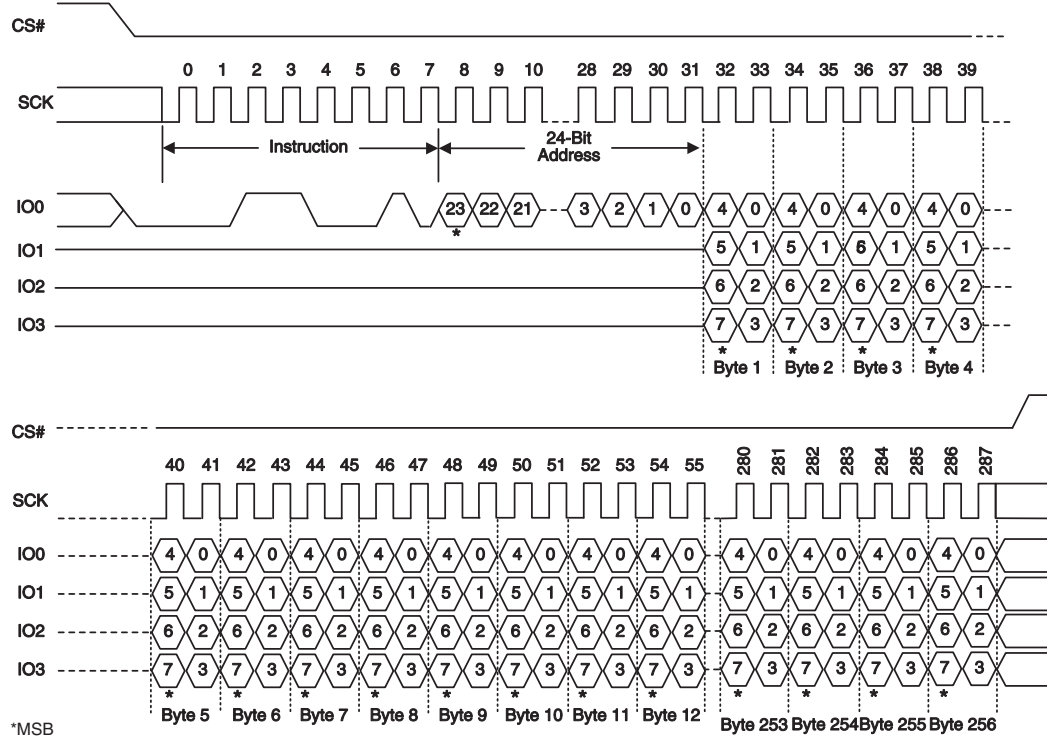 CS#
0 1 2 3 4 5 6 7 8 9 10 28 29 30 31 32 33 34 35 36 37 38 39
SCK
Instruction
24-Bit
Address
IO0 23 22 21 3 2 1 0 4 0 4 0 4 0 4 0
*
IO1 5 1 5 1 6 1 5 1
IO2 6 2 6 2 6 2 6 2
IO3 7 3 7 3 7 3 7 3
* * * *
Byte 1 Byte 2 Byte 3 Byte 4
CS#
40 41 42 43 44 45 46 47 48 49 50 51 52 53 54 55 280 281 282 283 284 285 286 287
SCK
IO0 4 0 4 0 4 0 4 0 4 0 4 0 4 0 4 0 4 0 4 0 4 0 4 0
IO1 5 1 5 1 5 1 5 1 5 1 5 1 5 1 5 1 5 1 5 1 5 1 5 1
IO2 6 2 6 2 6 2 6 2 6 2 6 2 6 2 6 2 6 2 6 2 6 2 6 2
IO3 7 3 7 3 7 3 7 3 7 3 7 3 7 3 7 3 7 3 7 3 7 3 7 3
* * * * * * * * * * * *
Byte 5 Byte 6 Byte 7 Byte 8 Byte 9 Byte 10 Byte 11 Byte 12 Byte 253 Byte 254 Byte 255 Byte 256
*MSB